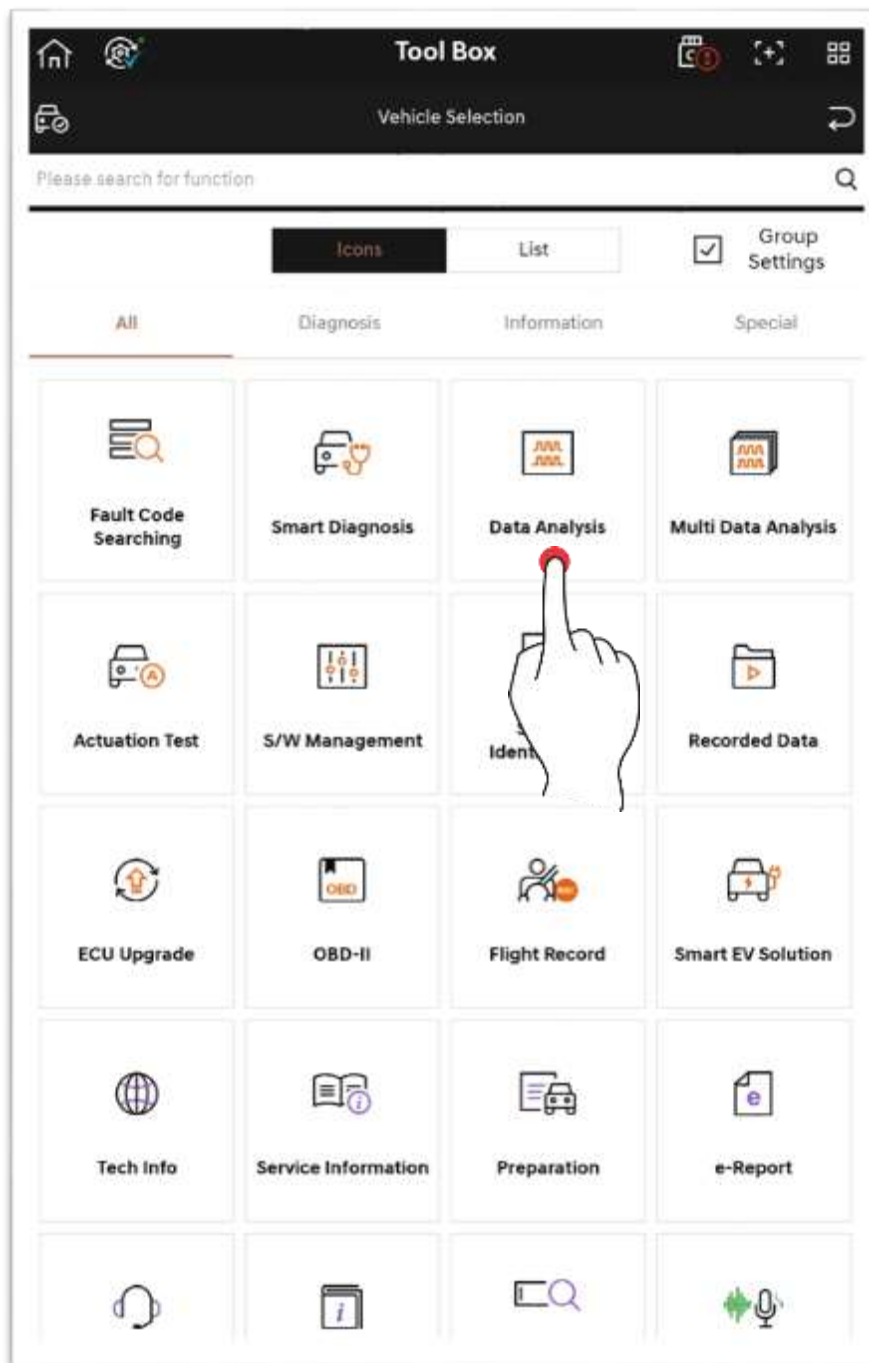 Tool Box
Vehicle Selection
Please search for function
Icons
List
Group
Settings
All
Diagnosis
Information
Special
Fault Code
Searching
Smart Diagnosis
Data Analysis
Multi Data Analysis
Actuation Test
S/W Management
Recorded Data
OBD
ECU Upgrade
OBD-II
Flight Record
Smart EV Solution
i
e
Tech Info
Service Information
Preparation
e-Report
i